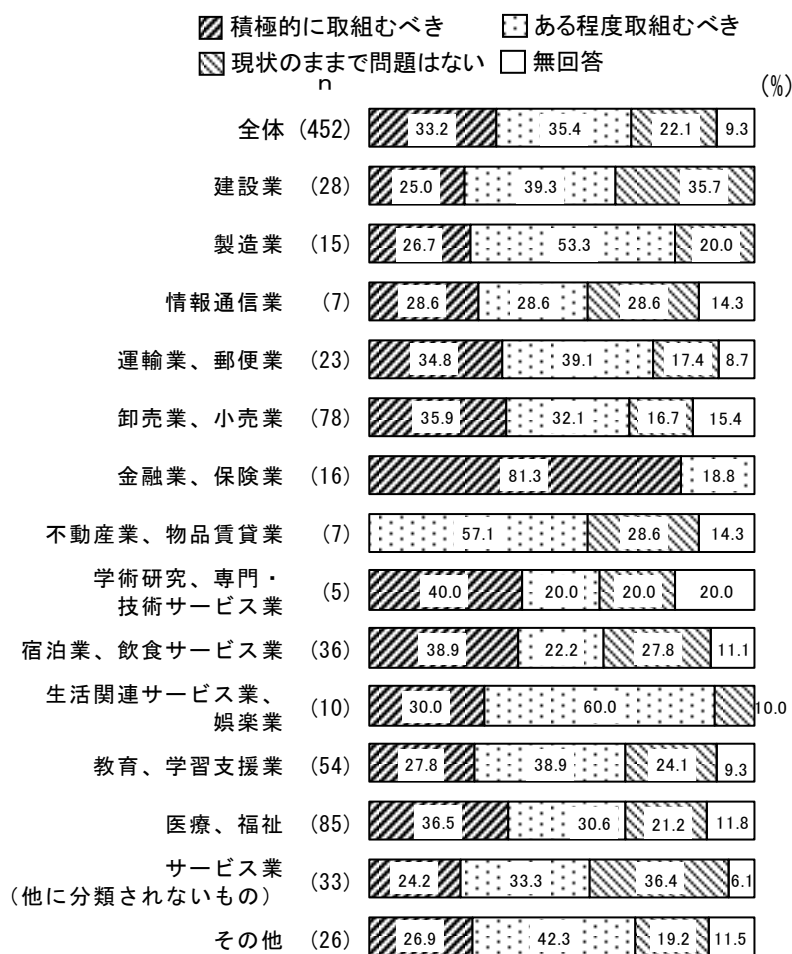 積極的に取組むべき ある程度取組むべき
現状のままで問題はない 無回答
n
(%)
全体 (452) 33.2 35.4 22.1 9.3
建設業 (28) 25.0 39.3 35.7
製造業 (15) 26.7 53.3 20.0
情報通信業 (7) 28.6 28.6 28.6 14.3
運輸業、郵便業 (23) 34.8 39.1 17.4 8.7
卸売業、小売業 (78) 35.9 32.1 16.7 15.4
金融業、保険業 (16) 81.3 18.8
不動産業、物品賃貸業 (7) 57.1 28.6 14.3
学術研究、専門・
技術サービス業 (5) 40.0 20.0 20.0 20.0
宿泊業、飲食サービス業 (36) 38.9 22.2 27.8 11.1
生活関連サービス業、
娯楽業 (10) 30.0 60.0 10.0
教育、学習支援業 (54) 27.8 38.9 24.1 9.3
医療、福祉 (85) 36.5 30.6 21.2 11.8
サービス業
(他に分類されないもの) (33) 24.2 33.3 36.4 6.1
その他 (26) 26.9 42.3 19.2 11.5